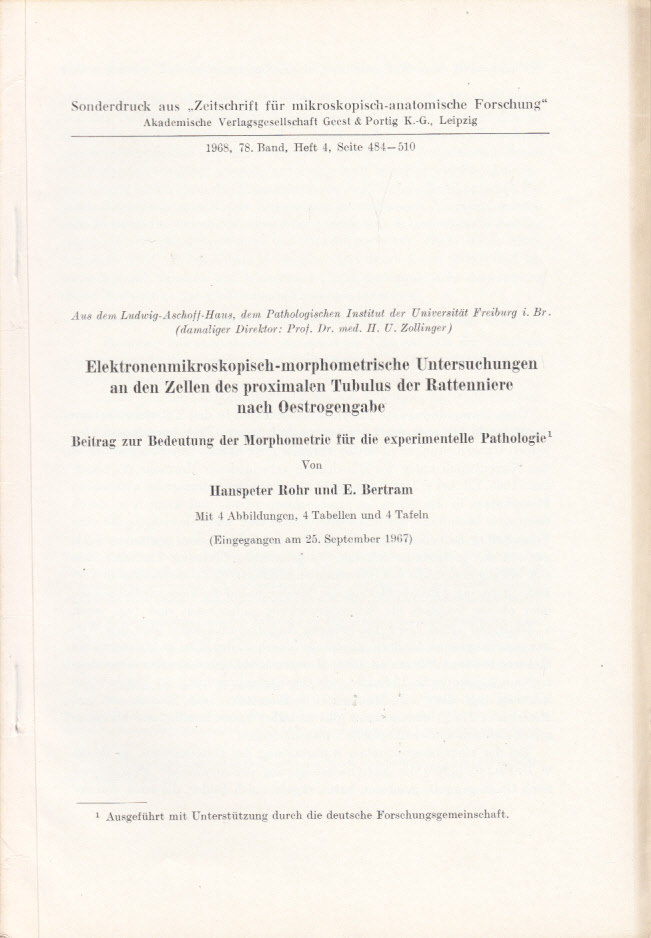 Sonderdruck aus „Zeitschrift für mikroskopisch-anatomische Forschung“
Akademische Verlagsgesellschaft Geest & Portig K.-G., Leipzig
1968, 78. Band, Heft 4, Seite 484—510
Aus dem Ludwig-Aschoff-Haus, dem Pathologischen Institut der Universität Freiburg i. Br.
(damaliger Direktor: Prof. Dr. med. H. U. Zollinger)
Elektronenmikroskopisch-morphometrische Untersuchungen
an den Zellen des proximalen Tubulus der Rattenniere
nach Oestrogengabe
Beitrag zur Bedeutung der Morphometrie für die experimentelle Pathologie¹
Von
Hanspeter Rohr und E. Bertram
Mit 4 Abbildungen, 4 Tabellen und 4 Tafeln
(Eingegangen am 25. September 1967)
¹ Ausgeführt mit Unterstützung durch die deutsche Forschungsgemeinschaft.